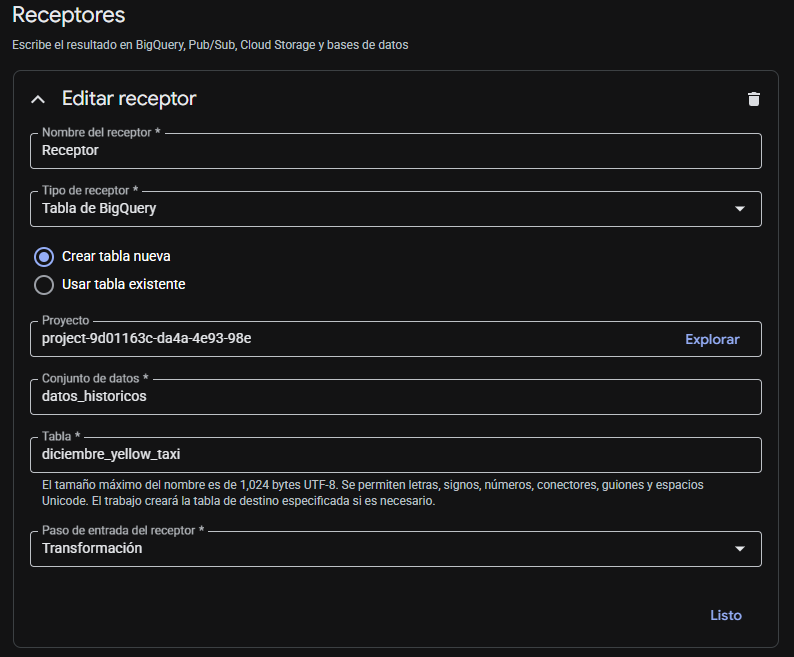 Receptores
Escribe el resultado en BigQuery, Pub/Sub, Cloud Storage y bases de datos
Editar receptor
Nombre del receptor *
Receptor
Tipo de receptor *
Tabla de BigQuery
Crear tabla nueva
Usar tabla existente
Proyecto
project-9d01163c-da4a-4e93-98e
Explorar
Conjunto de datos *
datos_historicos
Tabla *
diciembre_yellow_taxi
El tamaño máximo del nombre es de 1,024 bytes UTF-8. Se permiten letras, signos, números, conectores, guiones y espacios
Unicode. El trabajo creará la tabla de destino especificada si es necesario.
Paso de entrada del receptor *
Transformación
Listo